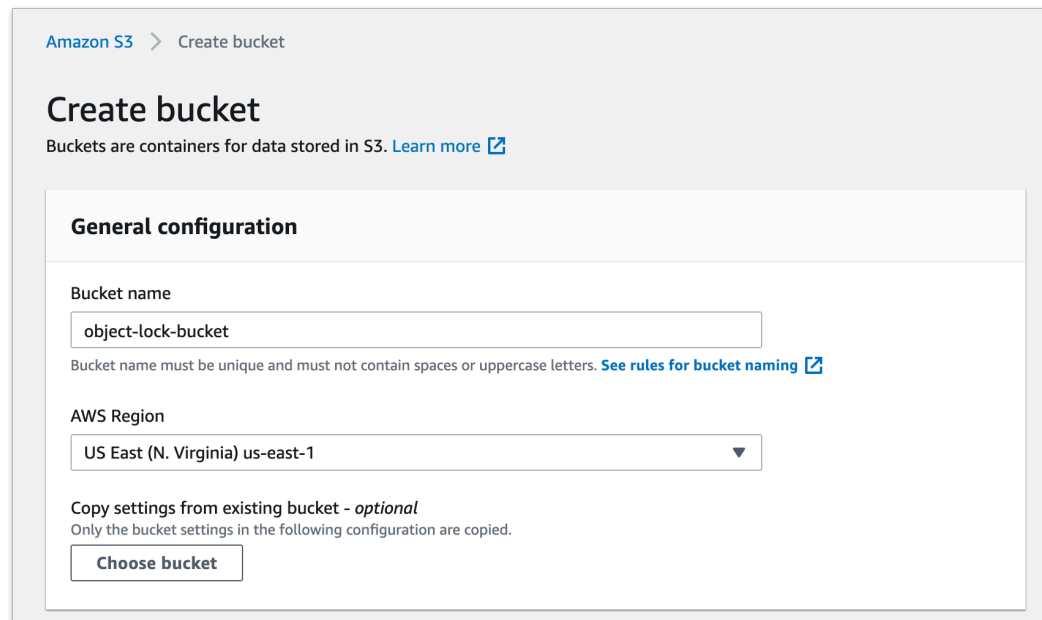 Amazon S3 > Create bucket
Create bucket
Buckets are containers for data stored in S3. Learn more
General configuration
Bucket name
object-lock-bucket
Bucket name must be unique and must not contain spaces or uppercase letters. See rules for bucket naming
AWS Region
US East (N. Virginia) us-east-1
Copy settings from existing bucket - optional
Only the bucket settings in the following configuration are copied.
Choose bucket